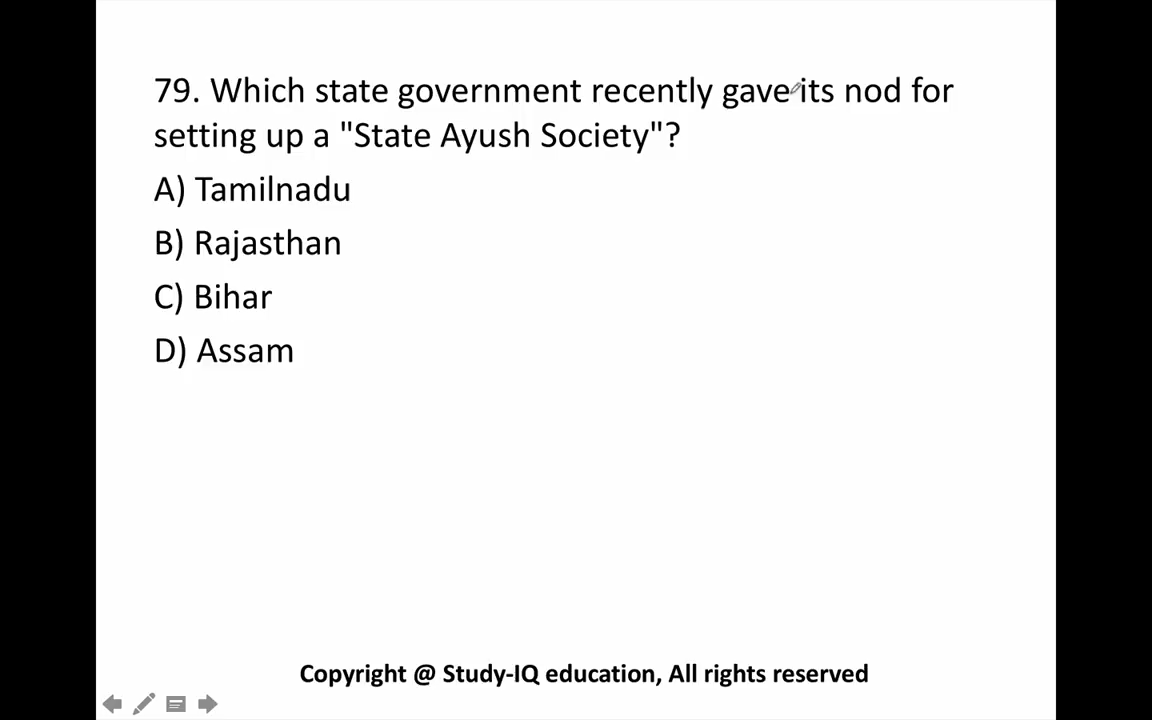 79. Which state government recently gave its nod for
setting up a "State Ayush Society"?
A) Tamilnadu
B) Rajasthan
C) Bihar
D) Assam
Copyright @ Study-IQ education, All rights reserved